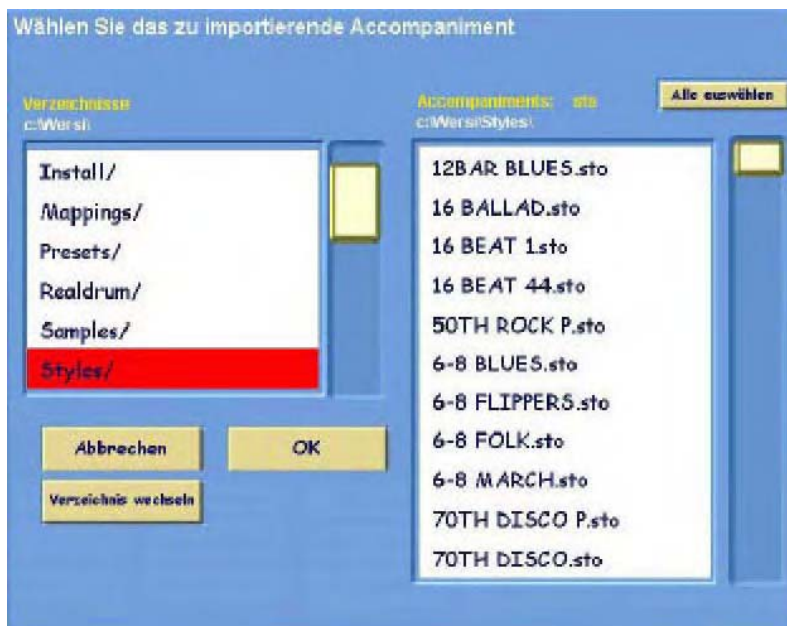 Wählen Sie das zu importierende Accompaniment
Verzeichnisse
c:\Wersi\
Install/
Mappings/
Presets/
Realdrum/
Samples/
Styles/
Abbrechen
OK
Verzeichnis wechseln
Accompaniments: sto
c:\Wersi\Styles\
Alle auswählen
12BAR BLUES.sto
16 BALLAD.sto
16 BEAT 1.sto
16 BEAT 44.sto
50TH ROCK P.sto
6-8 BLUES.sto
6-8 FLIPPERS.sto
6-8 FOLK.sto
6-8 MARCH.sto
70TH DISCO P.sto
70TH DISCO.sto